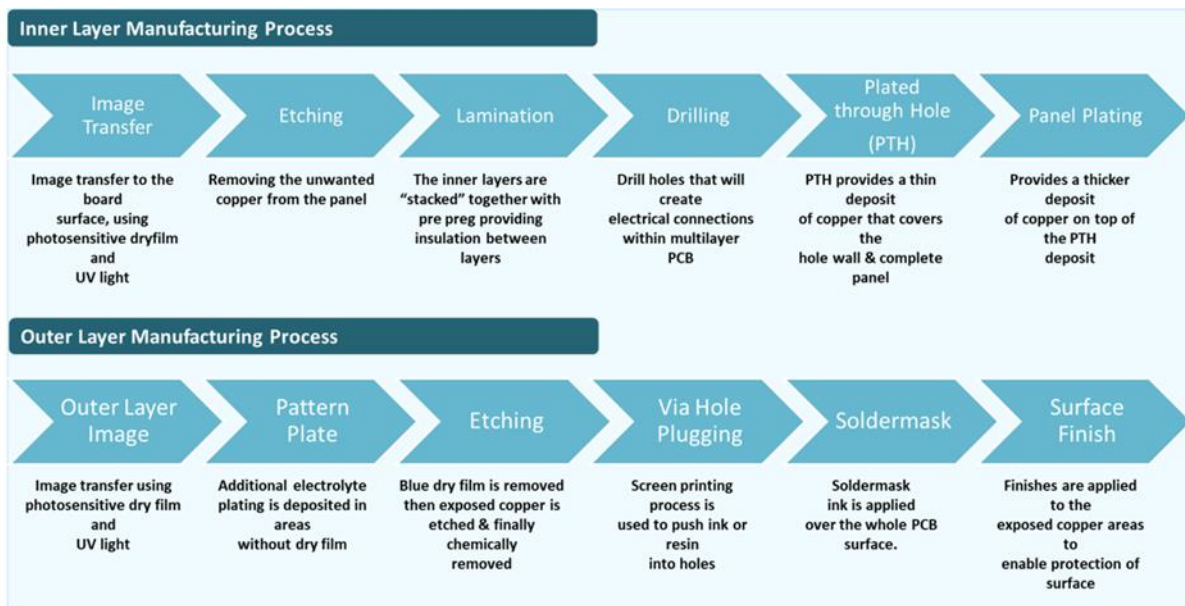 Inner Layer Manufacturing Process
Image
Transfer
Etching
Lamination
Drilling
Plated
through Hole
(PTH)
Panel Plating
Image transfer to the
board
surface, using
photosensitive dryfilm
and
UV light
Removing the unwanted
copper from the panel
The inner layers are
“stacked” together with
pre preg providing
insulation between
layers
Drill holes that will
create
electrical connections
within multilayer
PCB
PTH provides a thin
deposit
of copper that covers
the
hole wall & complete
panel
Provides a thicker
deposit
of copper on top of
the PTH
deposit
Outer Layer Manufacturing Process
Outer Layer
Image
Pattern
Plate
Etching
Via Hole
Plugging
Soldermask
Surface
Finish
Image transfer using
photosensitive dry film
and
UV light
Additional electrolyte
plating is deposited in
areas
without dry film
Blue dry film is removed
then exposed copper is
etched & finally
chemically
removed
Screen printing
process is
used to push ink or
resin
into holes
Soldermask
ink is applied
over the whole PCB
surface.
Finishes are applied
to the
exposed copper areas
to
enable protection of
surface